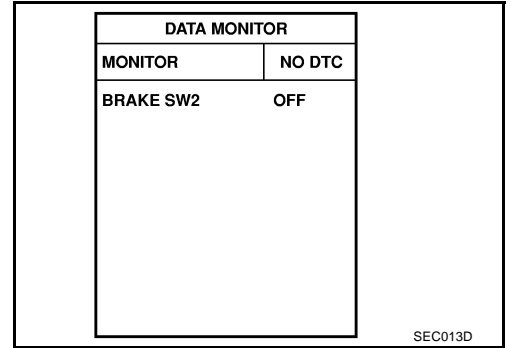 DATA MONITOR
MONITOR NO DTC
BRAKE SW2 OFF
SEC013D